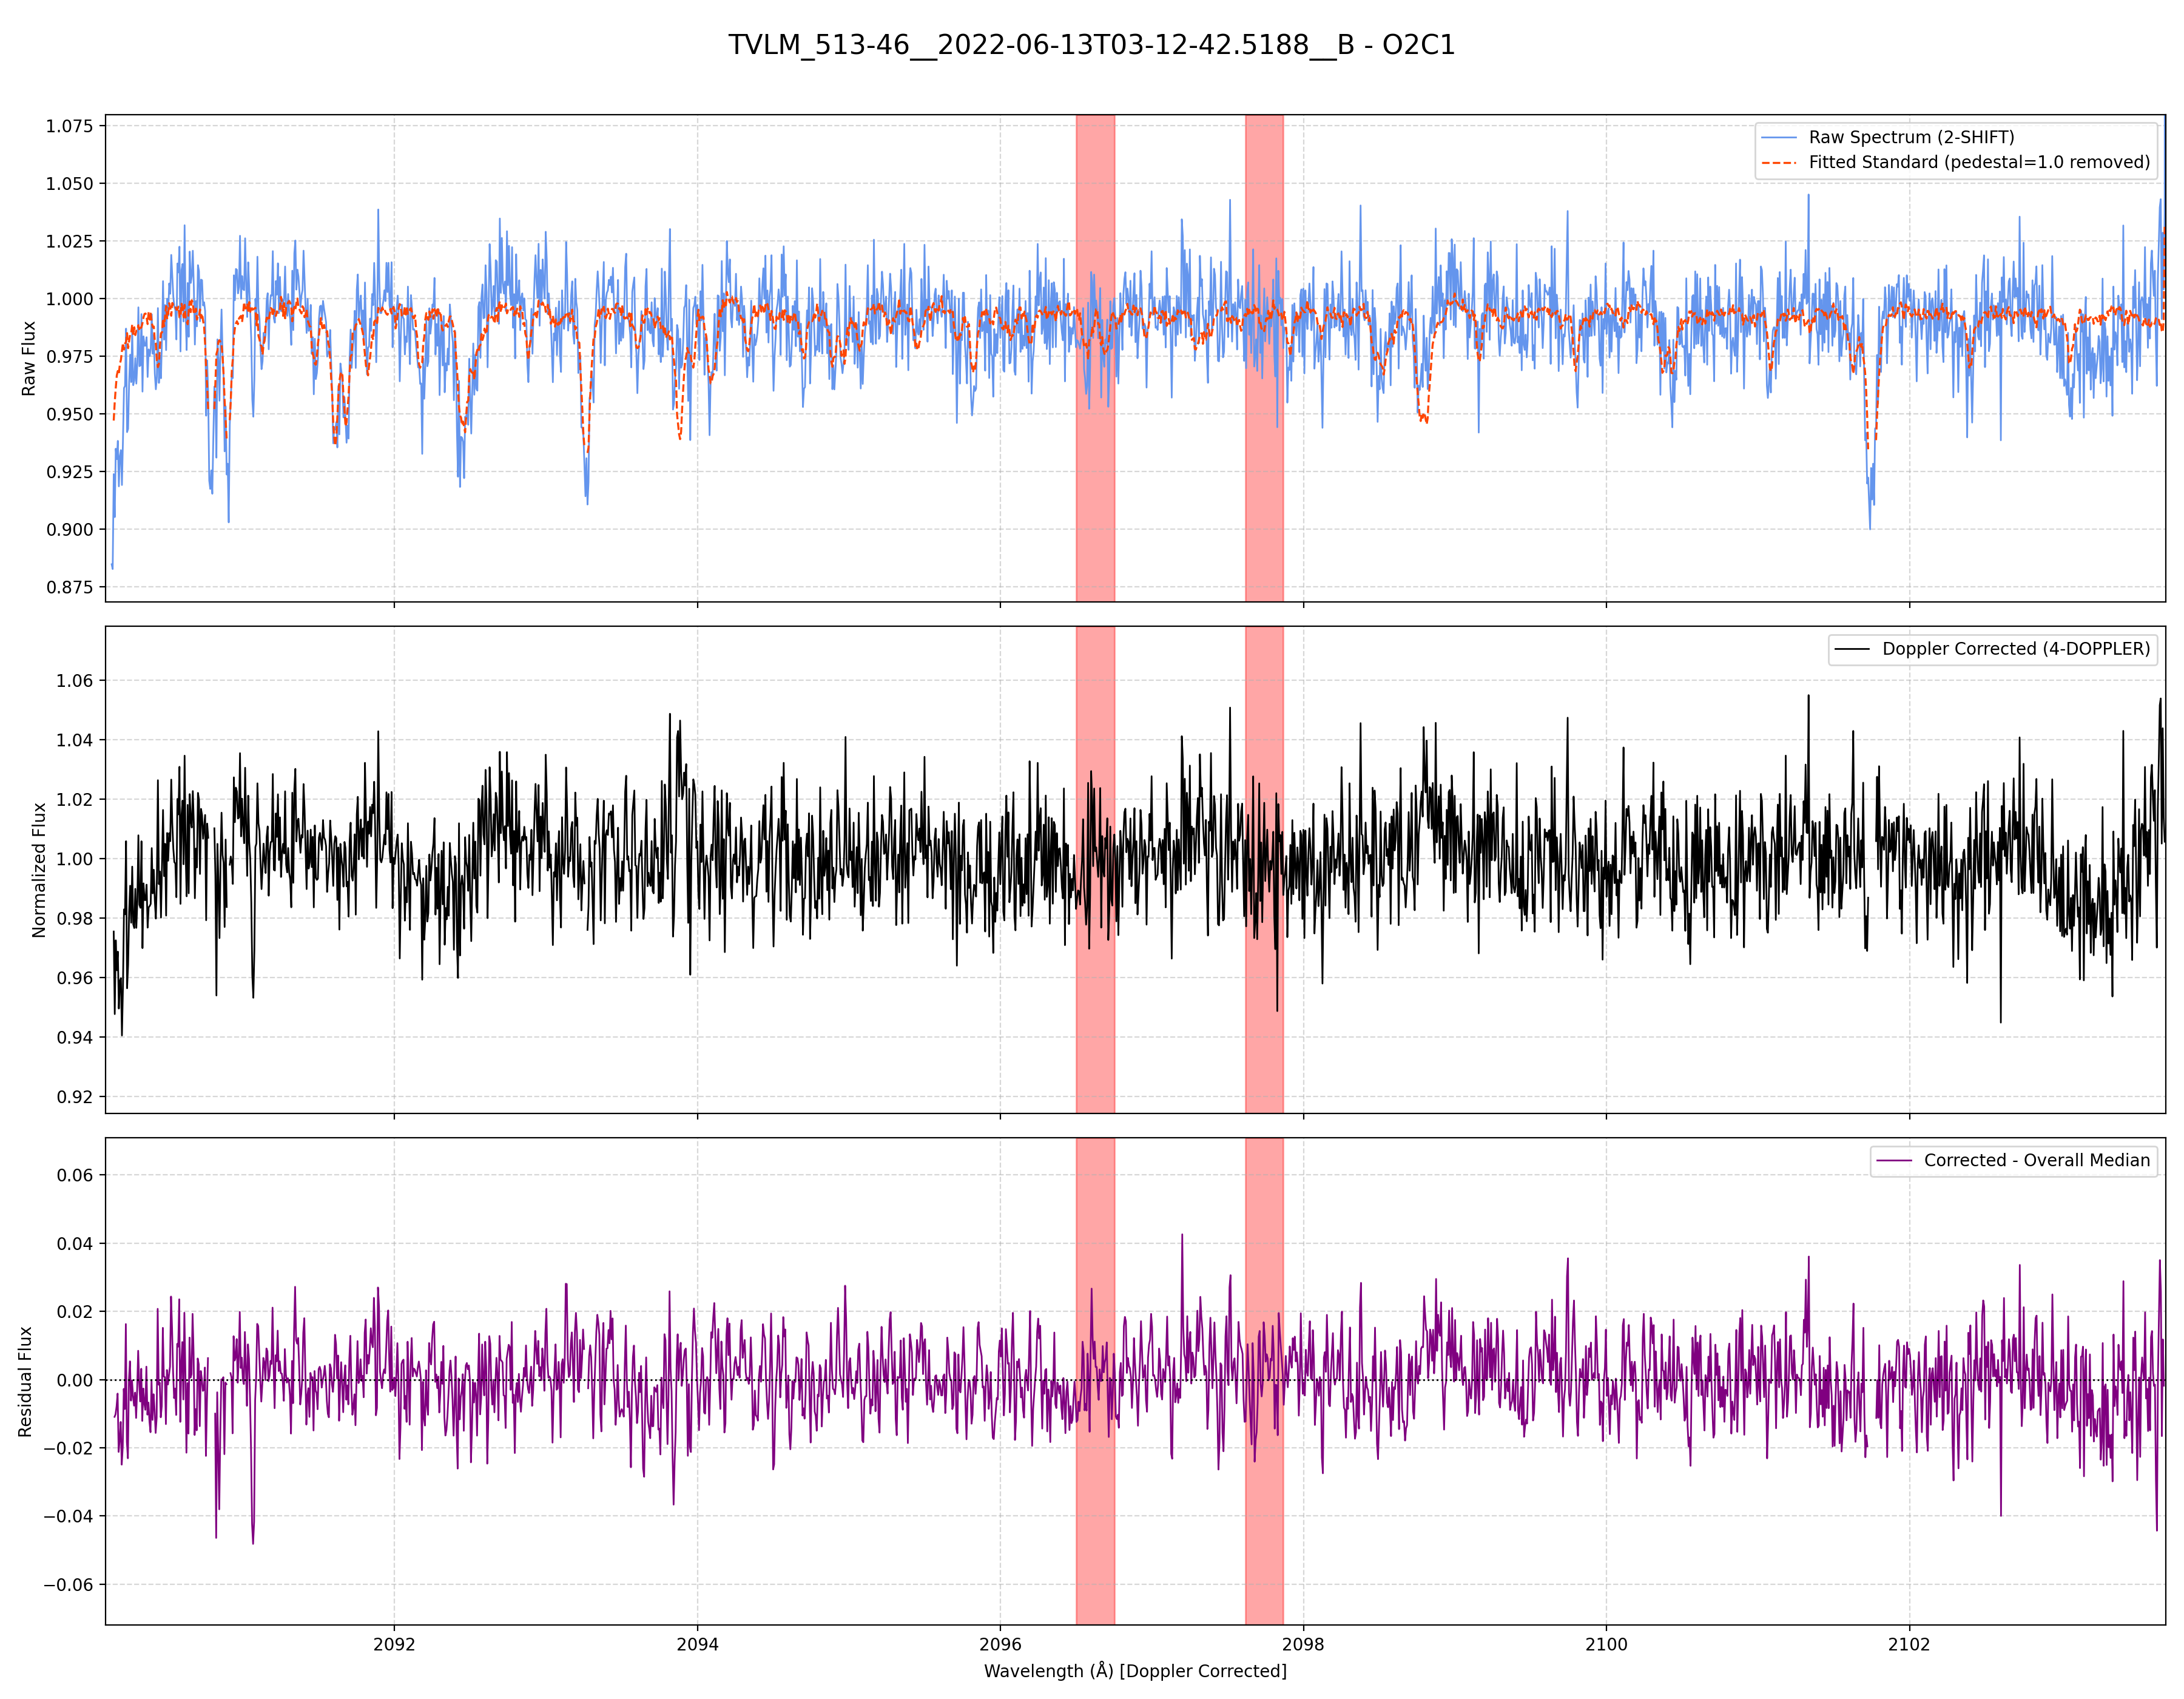 TVLM_513-46__2022-06-13T03-12-42.5188__B - O2C1
Raw Flux
1.075
1.050
1.025
1.000
0.975
0.950
0.925
0.900
0.875
Raw Spectrum (2-SHIFT)
Fitted Standard (pedestal=1.0 removed)
Normalized Flux
1.06
1.04
1.02
1.00
0.98
0.96
0.94
0.92
Doppler Corrected (4-DOPPLER)
Residual Flux
0.06
0.04
0.02
0.00
−0.02
−0.04
−0.06
Corrected - Overall Median
2092 2094 2096 2098 2100 2102
Wavelength (Å) [Doppler Corrected]